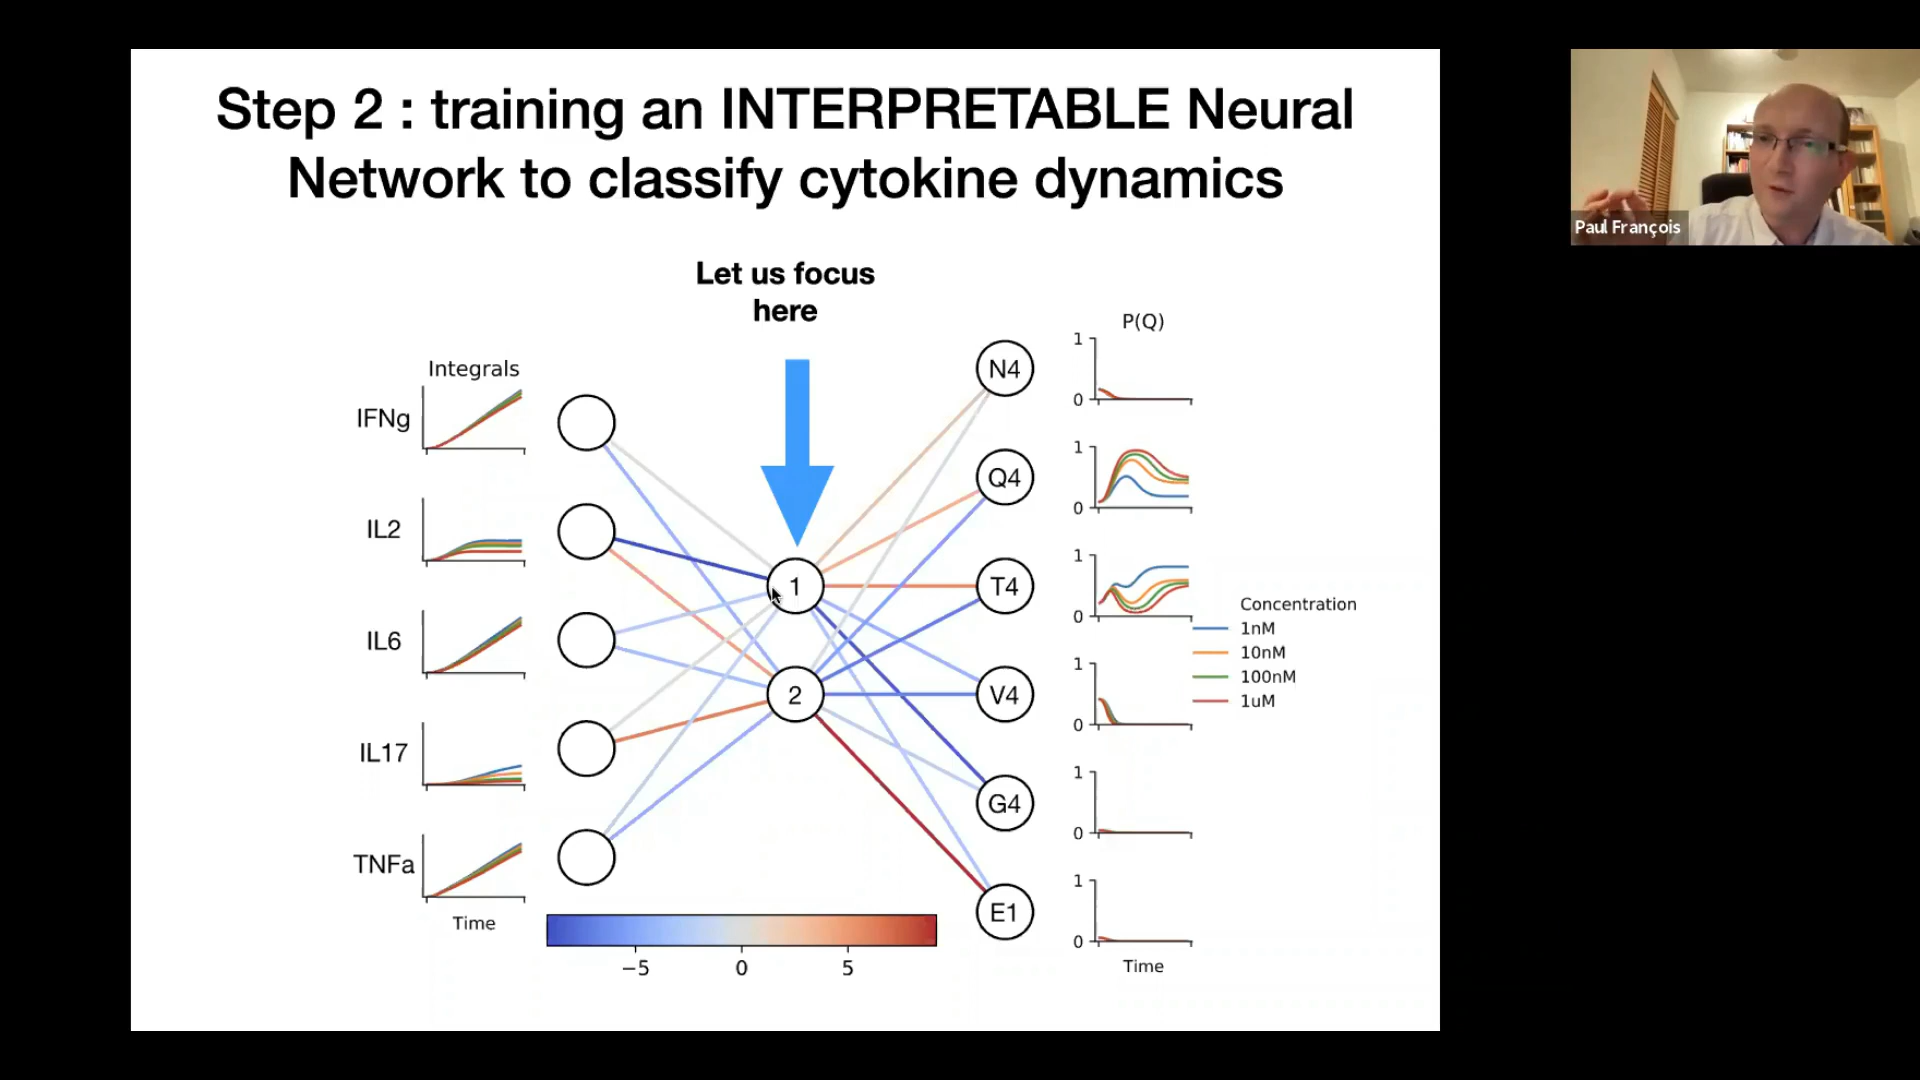 Step 2 : training an INTERPRETABLE Neural
Network to classify cytokine dynamics
Paul François
Let us focus
here
Integrals
IFNg
IL2
IL6
IL17
TNFa
Time
1
2
N4
Q4
T4
V4
G4
E1
P(Q)
1
0
1
0
1
0
1
0
1
0
1
0
Time
Concentration
1nM
10nM
100nM
1uM
−5 0 5